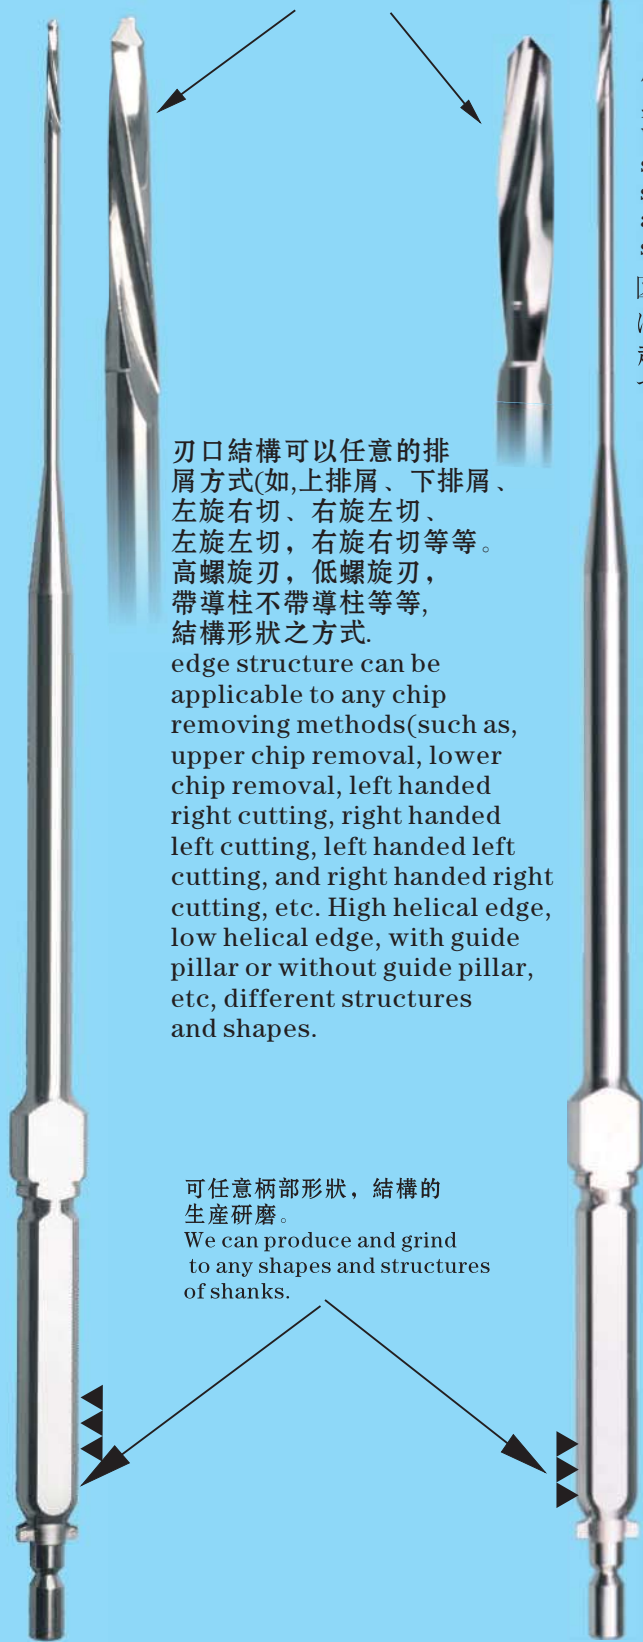 刃口結構可以任意的排
屑方式(如,上排屑、下排屑、
左旋右切、右旋左切、
左旋左切，右旋右切等等。
高螺旋刃，低螺旋刃，
帶導柱不帶導柱等等,
結構形狀之方式.
edge structure can be
applicable to any chip
removing methods(such as,
upper chip removal, lower
chip removal, left handed
right cutting, right handed
left cutting, left handed left
cutting, and right handed right
cutting, etc. High helical edge,
low helical edge, with guide
pillar or without guide pillar,
etc, different structures
and shapes.
可任意柄部形狀，結構的
生産研磨。
We can produce and grind
to any shapes and structures
of shanks.